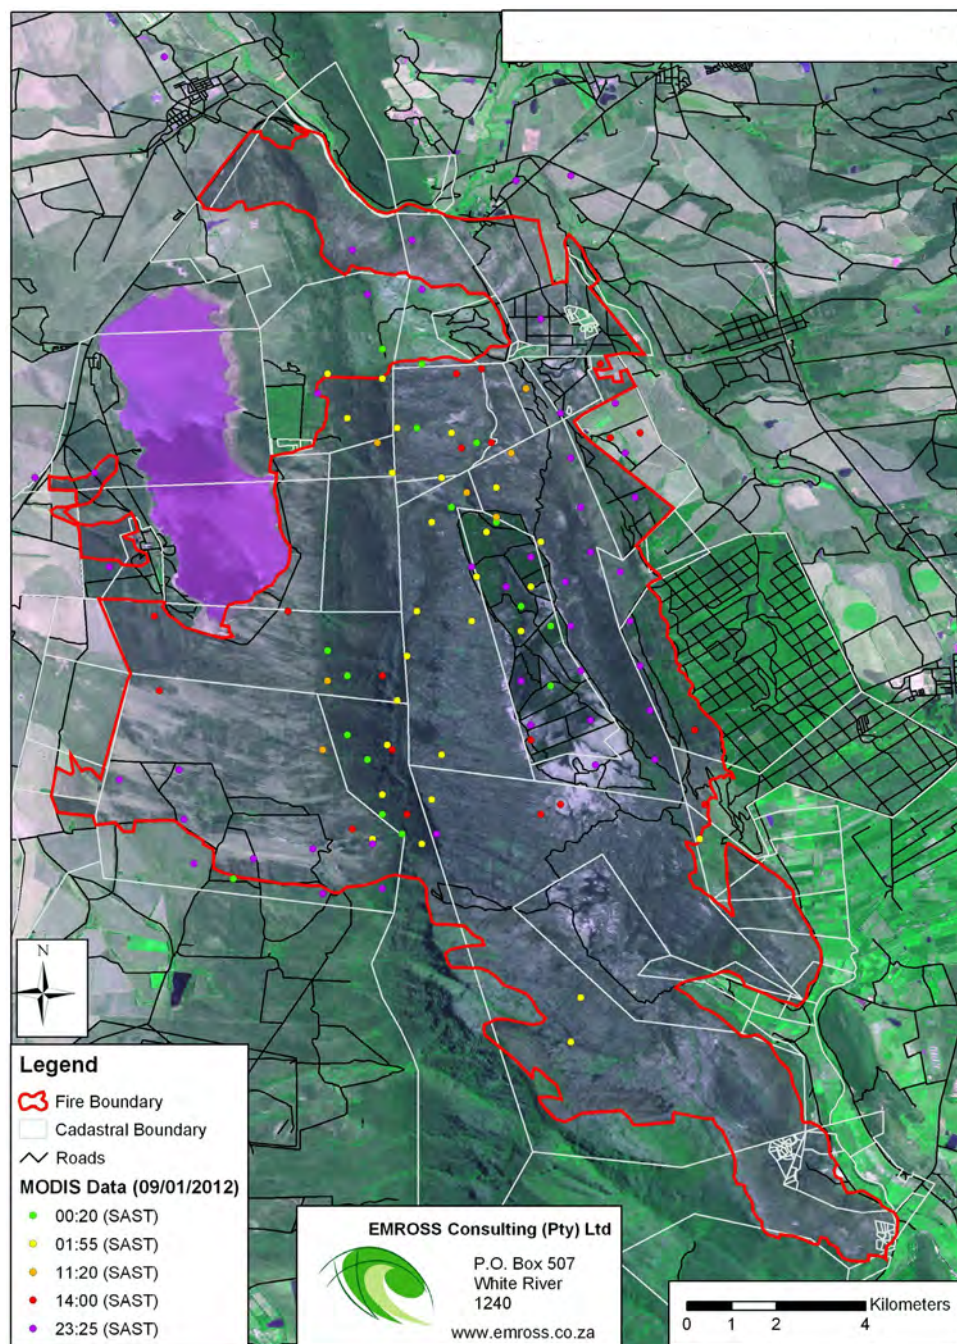 N
Legend
Fire Boundary
Cadastral Boundary
Roads
MODIS Data (09/01/2012)
00:20 (SAST)
01:55 (SAST)
11:20 (SAST)
14:00 (SAST)
23:25 (SAST)
EMROSS Consulting (Pty) Ltd
P.O. Box 507
White River
1240
www.emross.co.za
Kilometers
0 1 2 4